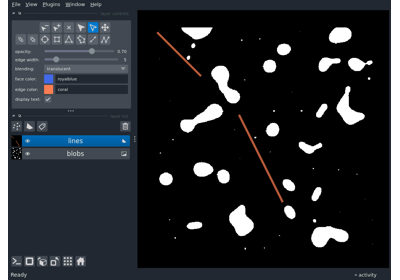 File View Plugins Window Help
opacity: 0.70
edge width: 5
blending: translucent
face color: royalblue
edge color: coral
display text:
lines
blobs
Ready
activity